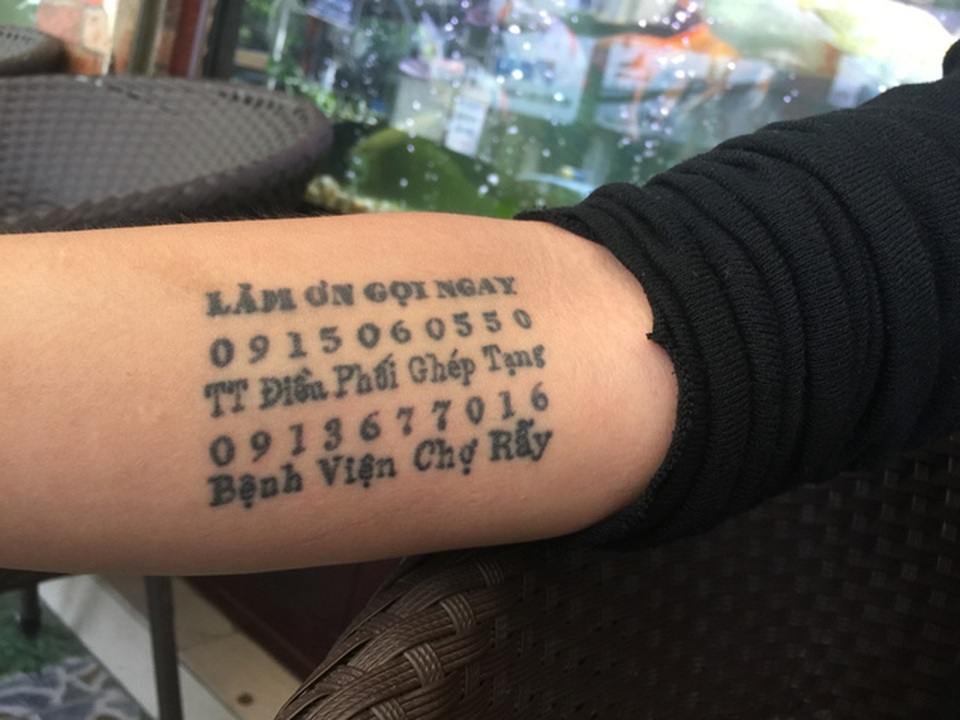 LÀM ƠN GỌI NGAY
0915060550
TT Điều Phối Ghép Tạng
0913677016
Bệnh Viện Chợ Rẫy